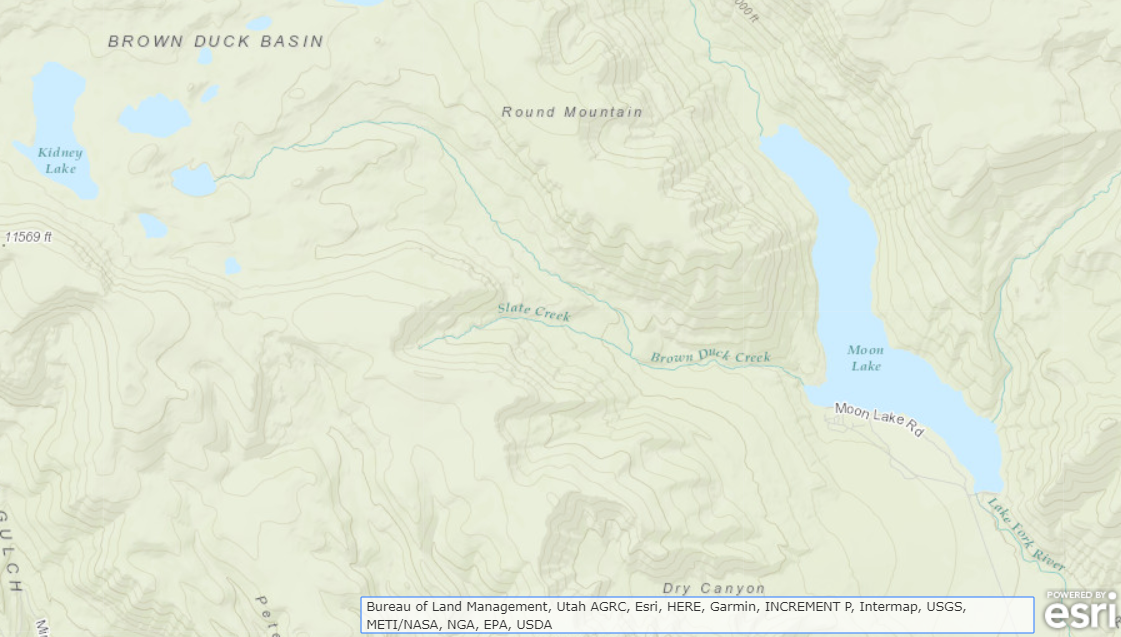 000 ft
BROWN DUCK BASIN
Round Mountain
Kidney
Lake
11569 ft
Slate Creek
Brown Duck Creek
Moon
Lake
Moon Lake Rd
Lake Fork River
GULCH
Dry Canyon
Bureau of Land Management, Utah AGRC, Esri, HERE, Garmin, INCREMENT P, Intermap, USGS,
METI/NASA, NGA, EPA, USDA
POWERED BY
esri